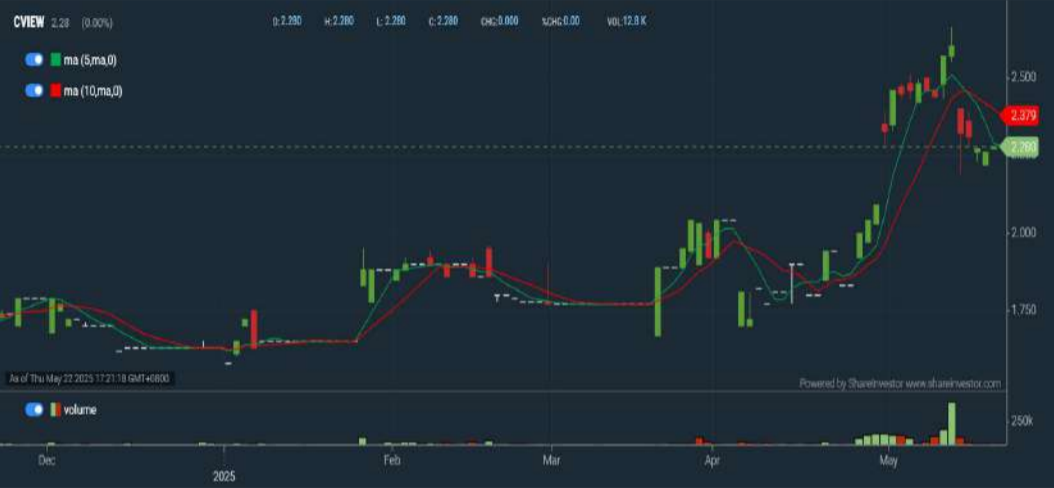 CVIEW 2.28 (0.00%) O: 2.280 H: 2.280 L: 2.280 C: 2.280 CHG:0.000 %CHG:0.00 VOL:12.8 K
ma (5,ma,0)
ma (10,ma,0)
2.500
2.379
2.280
2.000
1.750
As of Thu May 22 2025 17:21:18 GMT+0800
Powered by ShareInvestor www.shareinvestor.com
volume
250k
Dec Feb Mar Apr May
2025